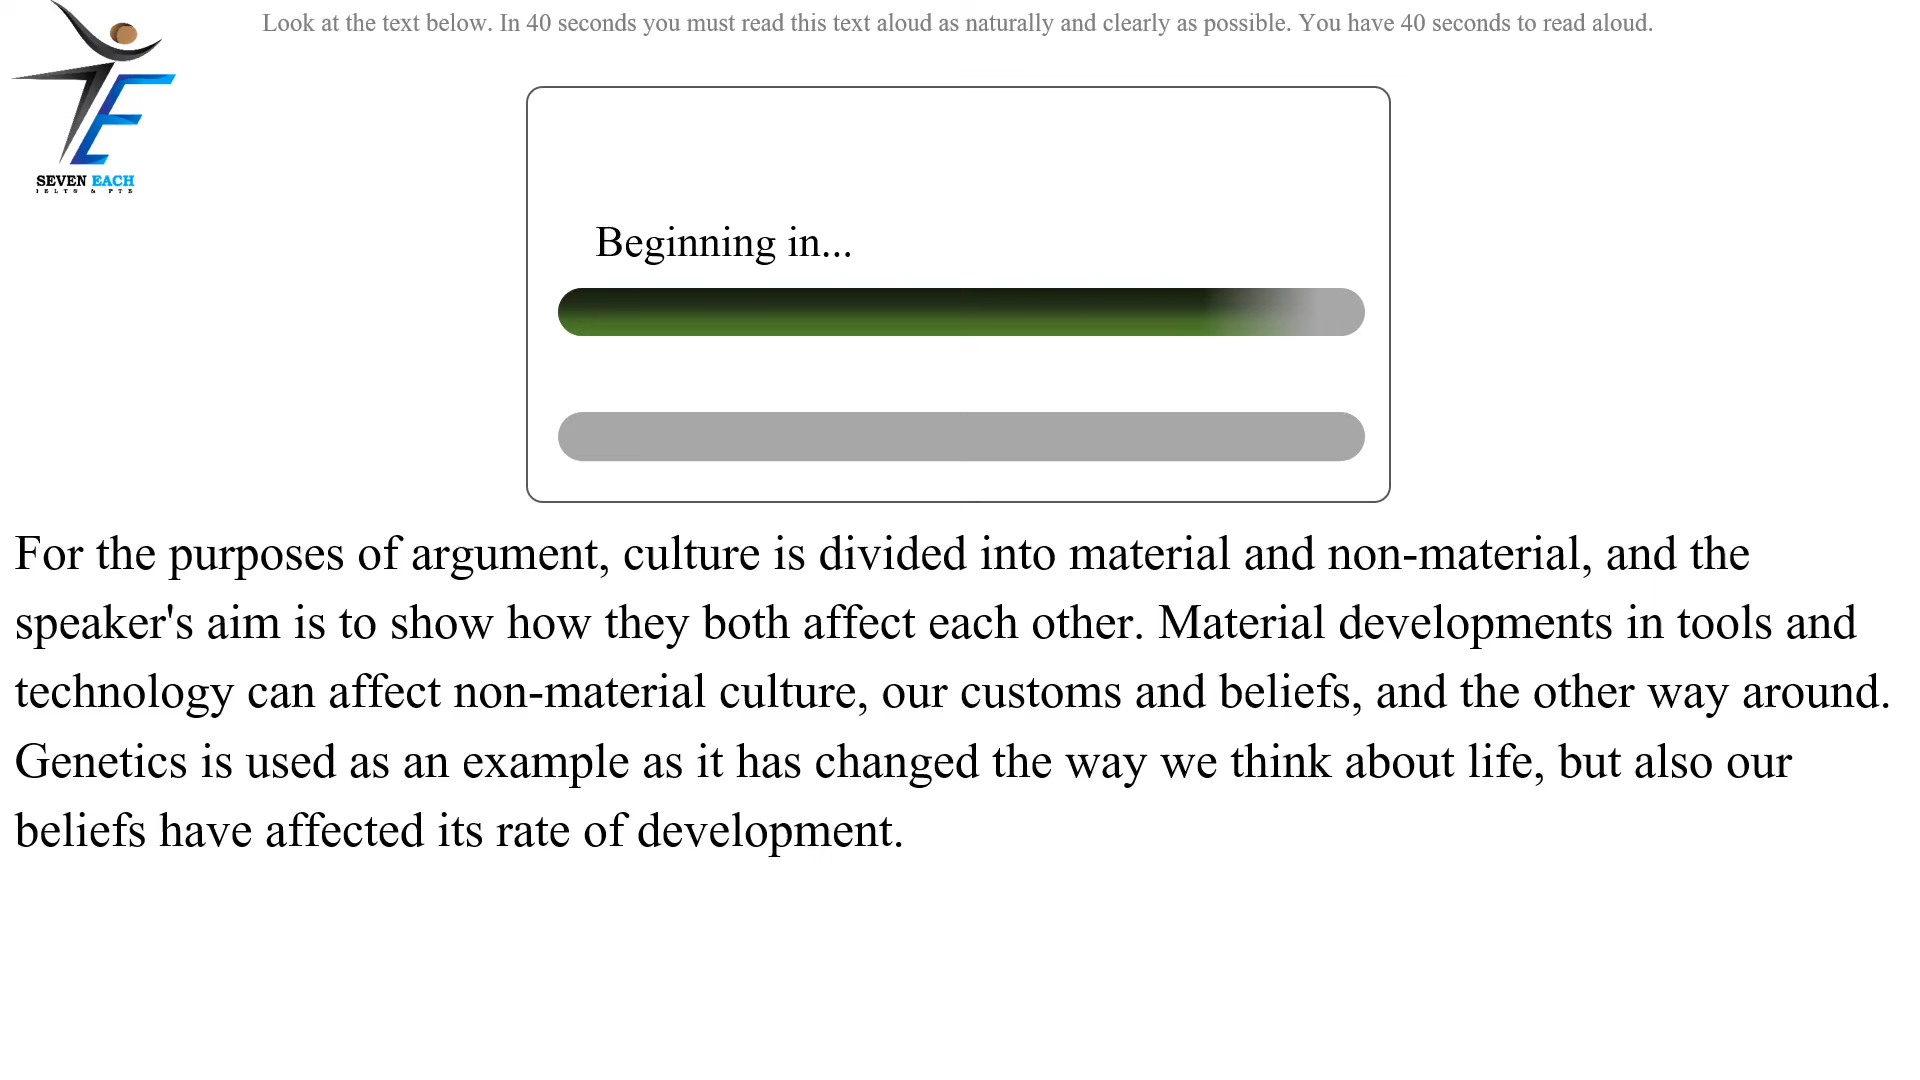 Look at the text below. In 40 seconds you must read this text aloud as naturally and clearly as possible. You have 40 seconds to read aloud.
SEVEN EACH
IELTS & PTE
Beginning in...
For the purposes of argument, culture is divided into material and non-material, and the
speaker's aim is to show how they both affect each other. Material developments in tools and
technology can affect non-material culture, our customs and beliefs, and the other way around.
Genetics is used as an example as it has changed the way we think about life, but also our
beliefs have affected its rate of development.